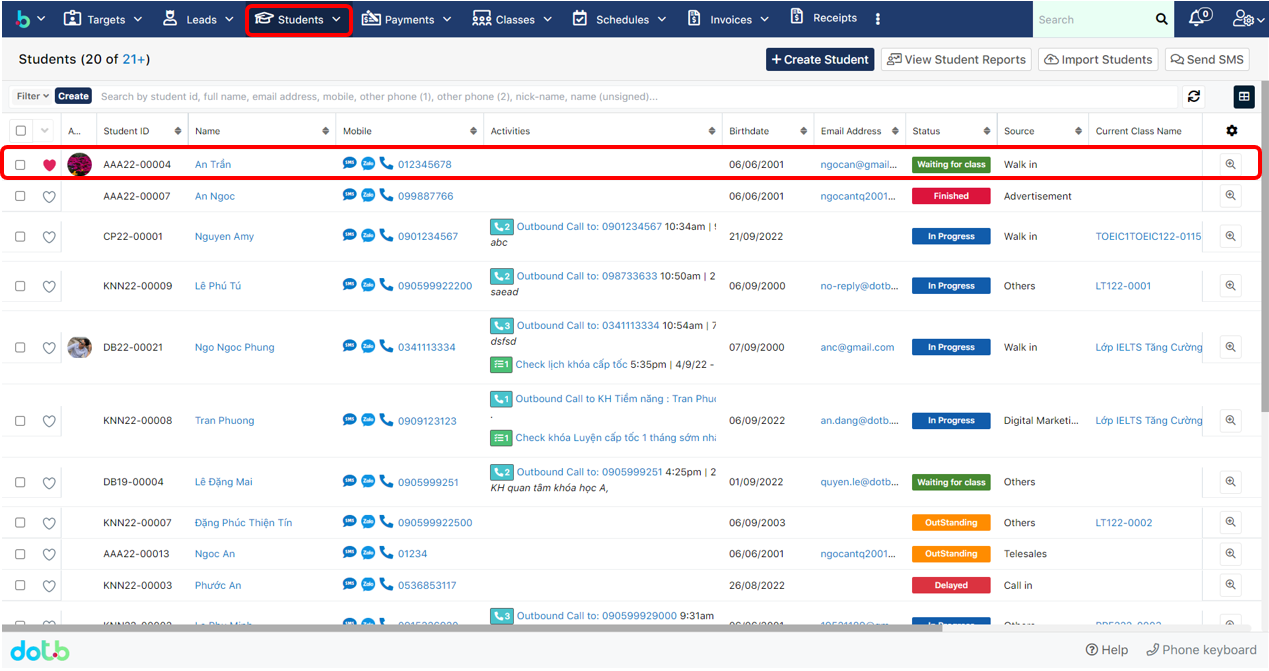 b Targets Leads Students Payments Classes Schedules Invoices Receipts Search 0
Students (20 of 21+) Create Student View Student Reports Import Students Send SMS
Filter Create Search by student id, full name, email address, mobile, other phone (1), other phone (2), nick-name, name (unsigned)...
A... Student ID Name Mobile Activities Birthdate Email Address Status Source Current Class Name
AAA22-00004 An Trần SMS Zalo 012345678 06/06/2001 ngocan@gmail... Waiting for class Walk in
AAA22-00007 An Ngoc SMS Zalo 099887766 06/06/2001 ngocantq2001... Finished Advertisement
CP22-00001 Nguyen Amy SMS Zalo 0901234567 2 Outbound Call to: 0901234567 10:34am | 21/09/2022 In Progress Walk in TOEIC1TOEIC122-0115
abc
KNN22-00009 Lê Phú Tú SMS Zalo 090599922200 2 Outbound Call to: 098733633 10:50am | 2 06/09/2000 no-reply@dotb... In Progress Others LT122-0001
saead
DB22-00021 Ngo Ngoc Phung SMS Zalo 0341113334 3 Outbound Call to: 0341113334 10:54am | 7 07/09/2000 anc@gmail.com In Progress Walk in Lớp IELTS Tăng Cường
dsfsd
1 Check lịch khóa cấp tốc 5:35pm | 4/9/22 -
KNN22-00008 Tran Phuong SMS Zalo 0909123123 1 Outbound Call to KH Tiềm năng : Tran Phu 06/09/2022 an.dang@dotb.... In Progress Digital Marketi... Lớp IELTS Tăng Cường
.
1 Check khóa Luyện cấp tốc 1 tháng sớm nh
DB19-00004 Lê Đặng Mai SMS Zalo 0905999251 2 Outbound Call to: 0905999251 4:25pm | 2 01/09/2022 quyen.le@dotb... Waiting for class Others
KH quan tâm khóa học A,
KNN22-00007 Đặng Phúc Thiện Tín SMS Zalo 090599922500 06/09/2003 OutStanding Others LT122-0002
AAA22-00013 Ngoc An SMS Zalo 01234 06/06/2001 ngocantq2001... OutStanding Telesales
KNN22-00003 Phước An SMS Zalo 0536853117 26/08/2022 Delayed Call in
3 Outbound Call to: 090599929000 9:31am
In Progress Others
dotb Help Phone keyboard